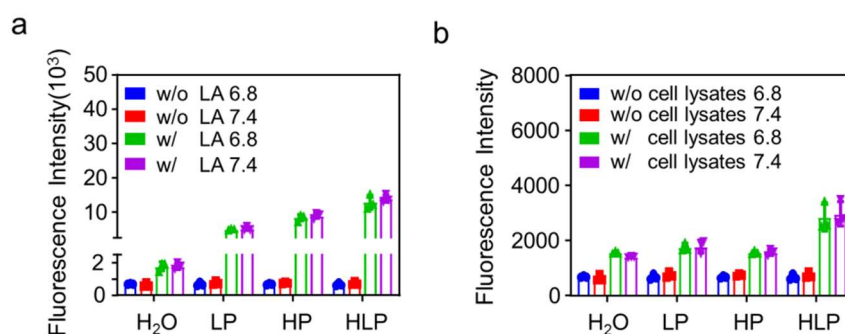 a
Fluorescence Intensity(10³)
50
40
30
20
10
2
0
w/o LA 6.8
w/o LA 7.4
w/ LA 6.8
w/ LA 7.4
H₂O LP HP HLP
b
Fluorescence Intensity
8000
6000
4000
2000
0
w/o cell lysates 6.8
w/o cell lysates 7.4
w/ cell lysates 6.8
w/ cell lysates 7.4
H₂O LP HP HLP